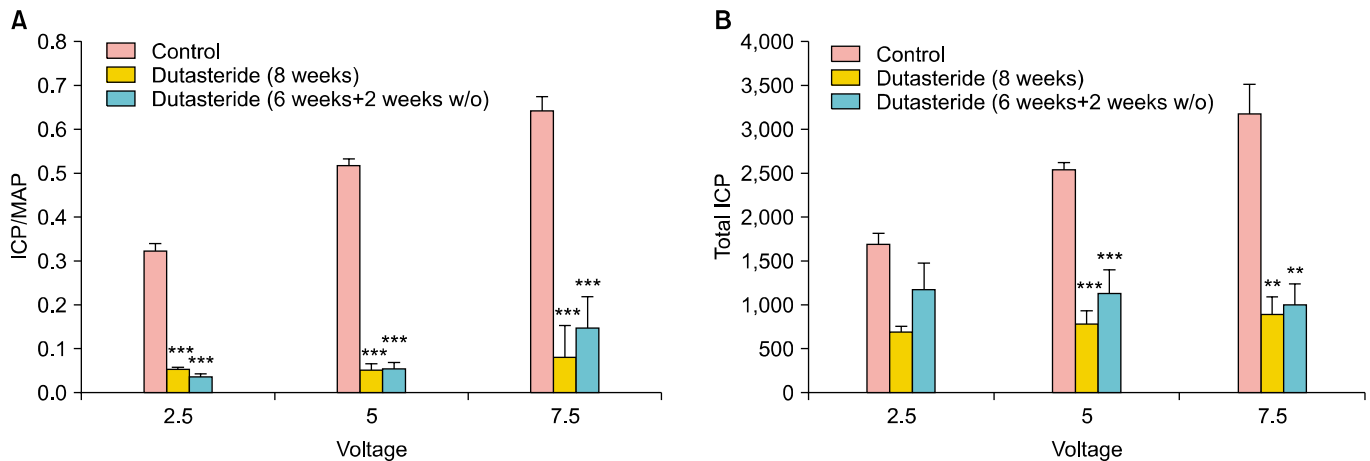 A
0.8
0.7
0.6
0.5
0.4
0.3
0.2
0.1
0.0
ICP/MAP
Control
Dutasteride (8 weeks)
Dutasteride (6 weeks+2 weeks w/o)
***
***
***
***
***
***
2.5
5
7.5
Voltage
B
4,000
3,500
3,000
2,500
2,000
1,500
1,000
500
0
Total ICP
Control
Dutasteride (8 weeks)
Dutasteride (6 weeks+2 weeks w/o)
***
***
**
**
2.5
5
7.5
Voltage